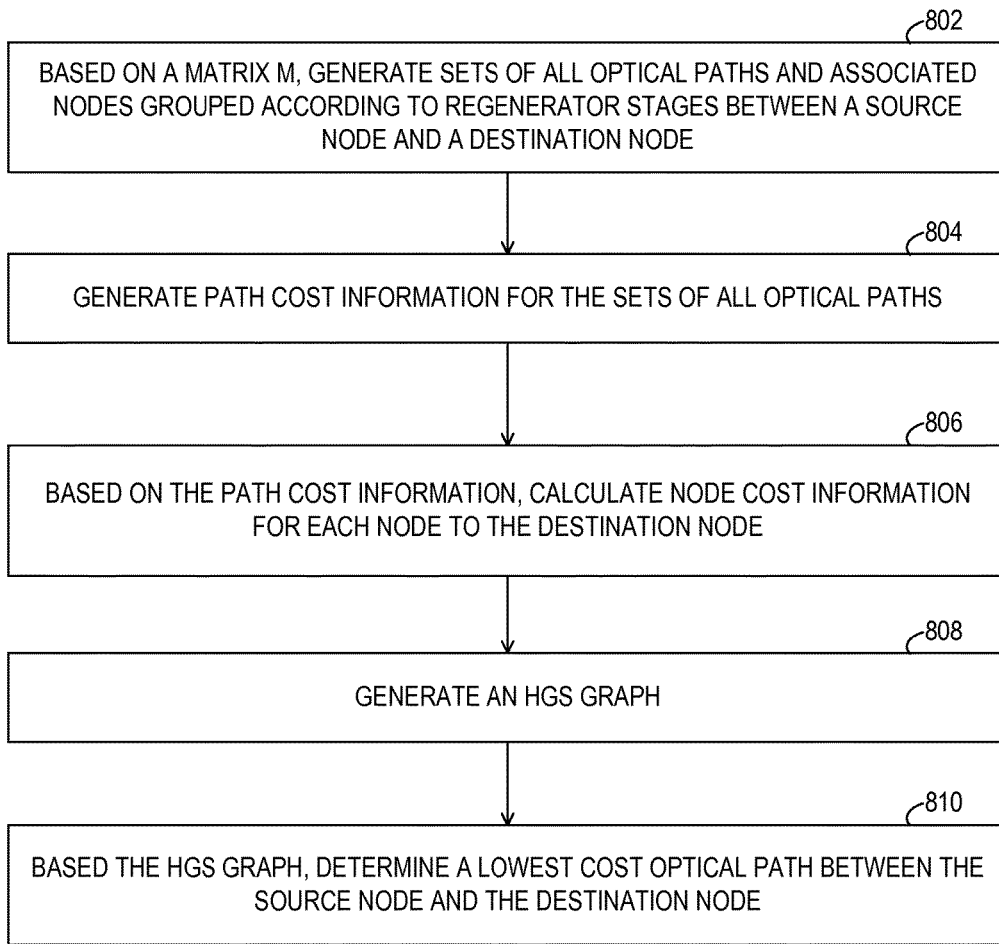 802
BASED ON A MATRIX M, GENERATE SETS OF ALL OPTICAL PATHS AND ASSOCIATED
NODES GROUPED ACCORDING TO REGENERATOR STAGES BETWEEN A SOURCE
NODE AND A DESTINATION NODE
804
GENERATE PATH COST INFORMATION FOR THE SETS OF ALL OPTICAL PATHS
806
BASED ON THE PATH COST INFORMATION, CALCULATE NODE COST INFORMATION
FOR EACH NODE TO THE DESTINATION NODE
808
GENERATE AN HGS GRAPH
810
BASED THE HGS GRAPH, DETERMINE A LOWEST COST OPTICAL PATH BETWEEN THE
SOURCE NODE AND THE DESTINATION NODE